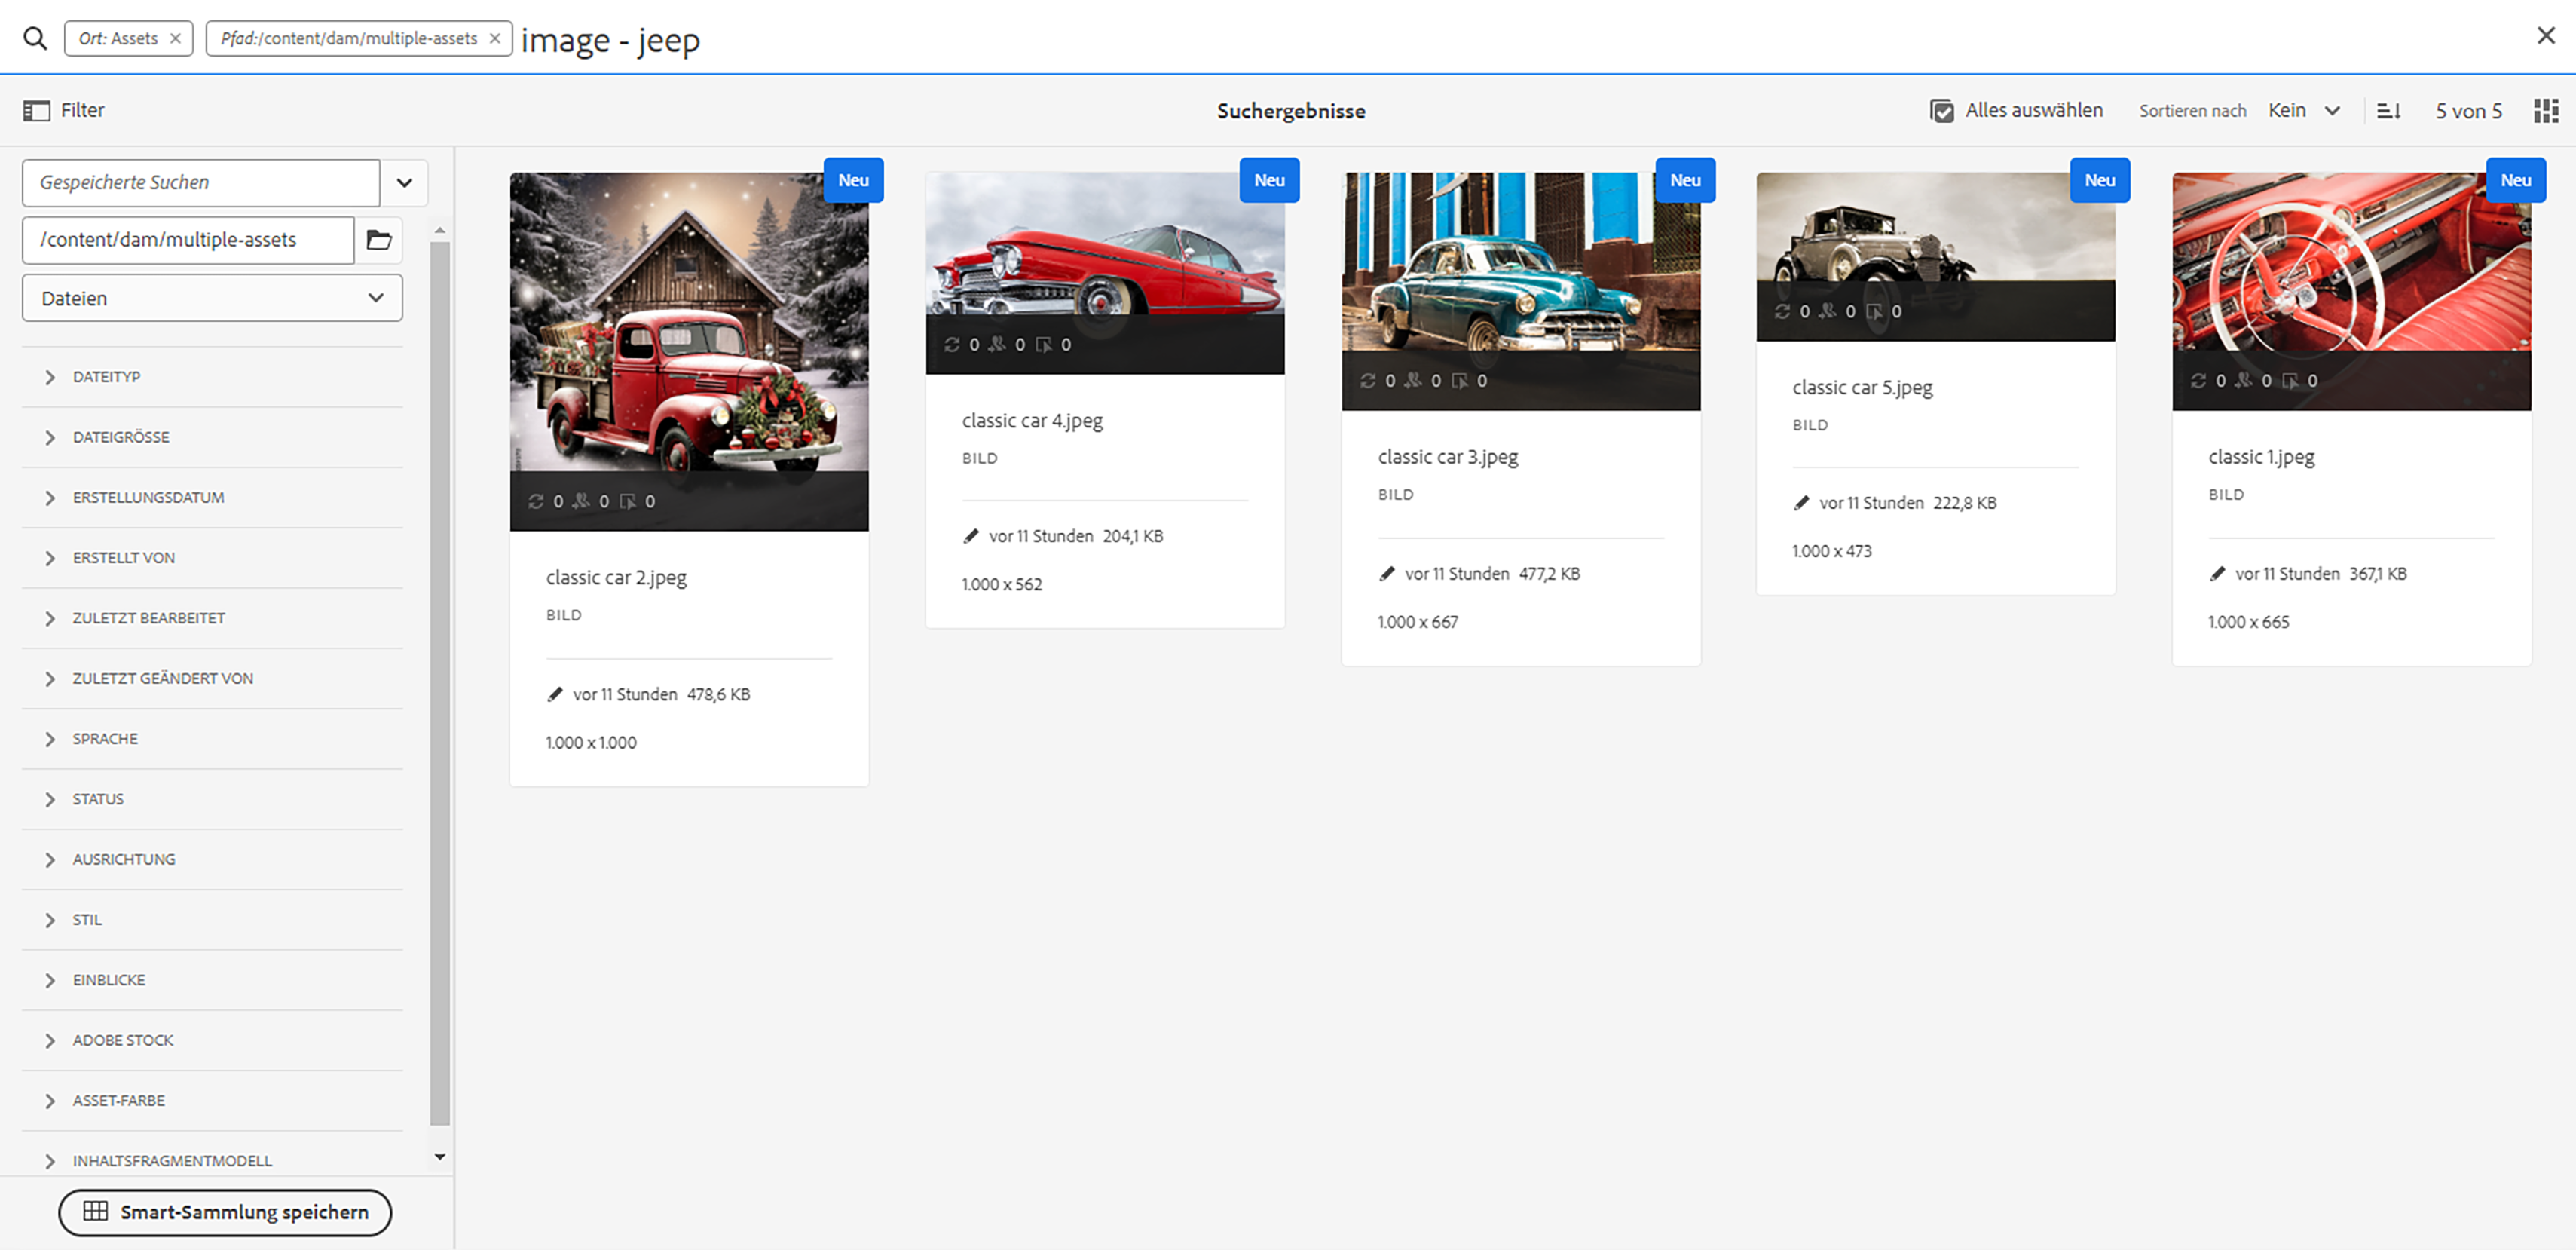 Ort: Assets ×
Pfad:/content/dam/multiple-assets ×
image - jeep
Filter
Suchergebnisse
Alles auswählen
Sortieren nach Kein
5 von 5
Gespeicherte Suchen
/content/dam/multiple-assets
Dateien
DATEITYP
DATEIGRÖSSE
ERSTELLUNGSDATUM
ERSTELLT VON
ZULETZT BEARBEITET
ZULETZT GEÄNDERT VON
SPRACHE
STATUS
AUSRICHTUNG
STIL
EINBLICKE
ADOBE STOCK
ASSET-FARBE
INHALTSFRAGMENTMODELL
Smart-Sammlung speichern
Neu
0 0 0
classic car 2.jpeg
BILD
vor 11 Stunden 478,6 KB
1.000 x 1.000
Neu
0 0 0
classic car 4.jpeg
BILD
vor 11 Stunden 204,1 KB
1.000 x 562
Neu
0 0 0
classic car 3.jpeg
BILD
vor 11 Stunden 477,2 KB
1.000 x 667
Neu
0 0 0
classic car 5.jpeg
BILD
vor 11 Stunden 222,8 KB
1.000 x 473
Neu
0 0 0
classic 1.jpeg
BILD
vor 11 Stunden 367,1 KB
1.000 x 665